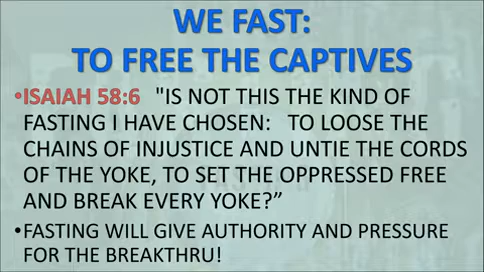 WE FAST:
TO FREE THE CAPTIVES
•ISAIAH 58:6 "IS NOT THIS THE KIND OF
FASTING I HAVE CHOSEN: TO LOOSE THE
CHAINS OF INJUSTICE AND UNTIE THE CORDS
OF THE YOKE, TO SET THE OPPRESSED FREE
AND BREAK EVERY YOKE?”
•FASTING WILL GIVE AUTHORITY AND PRESSURE
FOR THE BREAKTHRU!